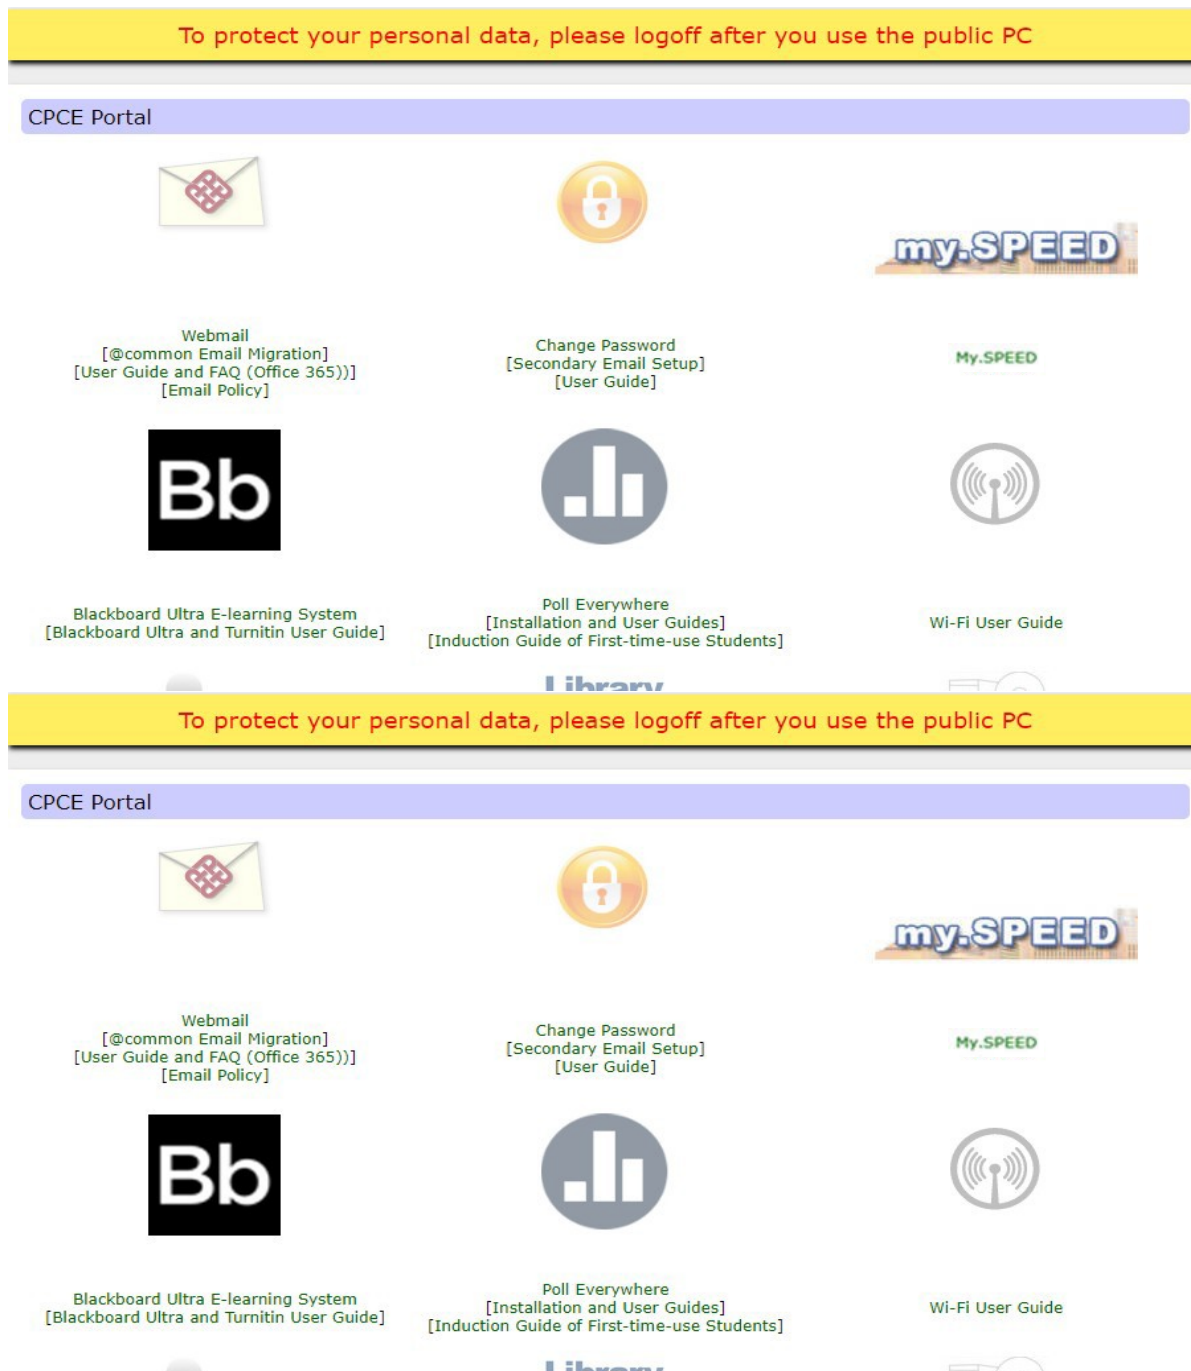 To protect your personal data, please logoff after you use the public PC
CPCE Portal
my.SPEED
Webmail
[@common Email Migration]
[User Guide and FAQ (Office 365))]
[Email Policy]
Change Password
[Secondary Email Setup]
[User Guide]
My.SPEED
Bb
Blackboard Ultra E-learning System
[Blackboard Ultra and Turnitin User Guide]
Poll Everywhere
[Installation and User Guides]
[Induction Guide of First-time-use Students]
Wi-Fi User Guide
Library
To protect your personal data, please logoff after you use the public PC
CPCE Portal
my.SPEED
Webmail
[@common Email Migration]
[User Guide and FAQ (Office 365))]
[Email Policy]
Change Password
[Secondary Email Setup]
[User Guide]
My.SPEED
Bb
Blackboard Ultra E-learning System
[Blackboard Ultra and Turnitin User Guide]
Poll Everywhere
[Installation and User Guides]
[Induction Guide of First-time-use Students]
Wi-Fi User Guide
Library